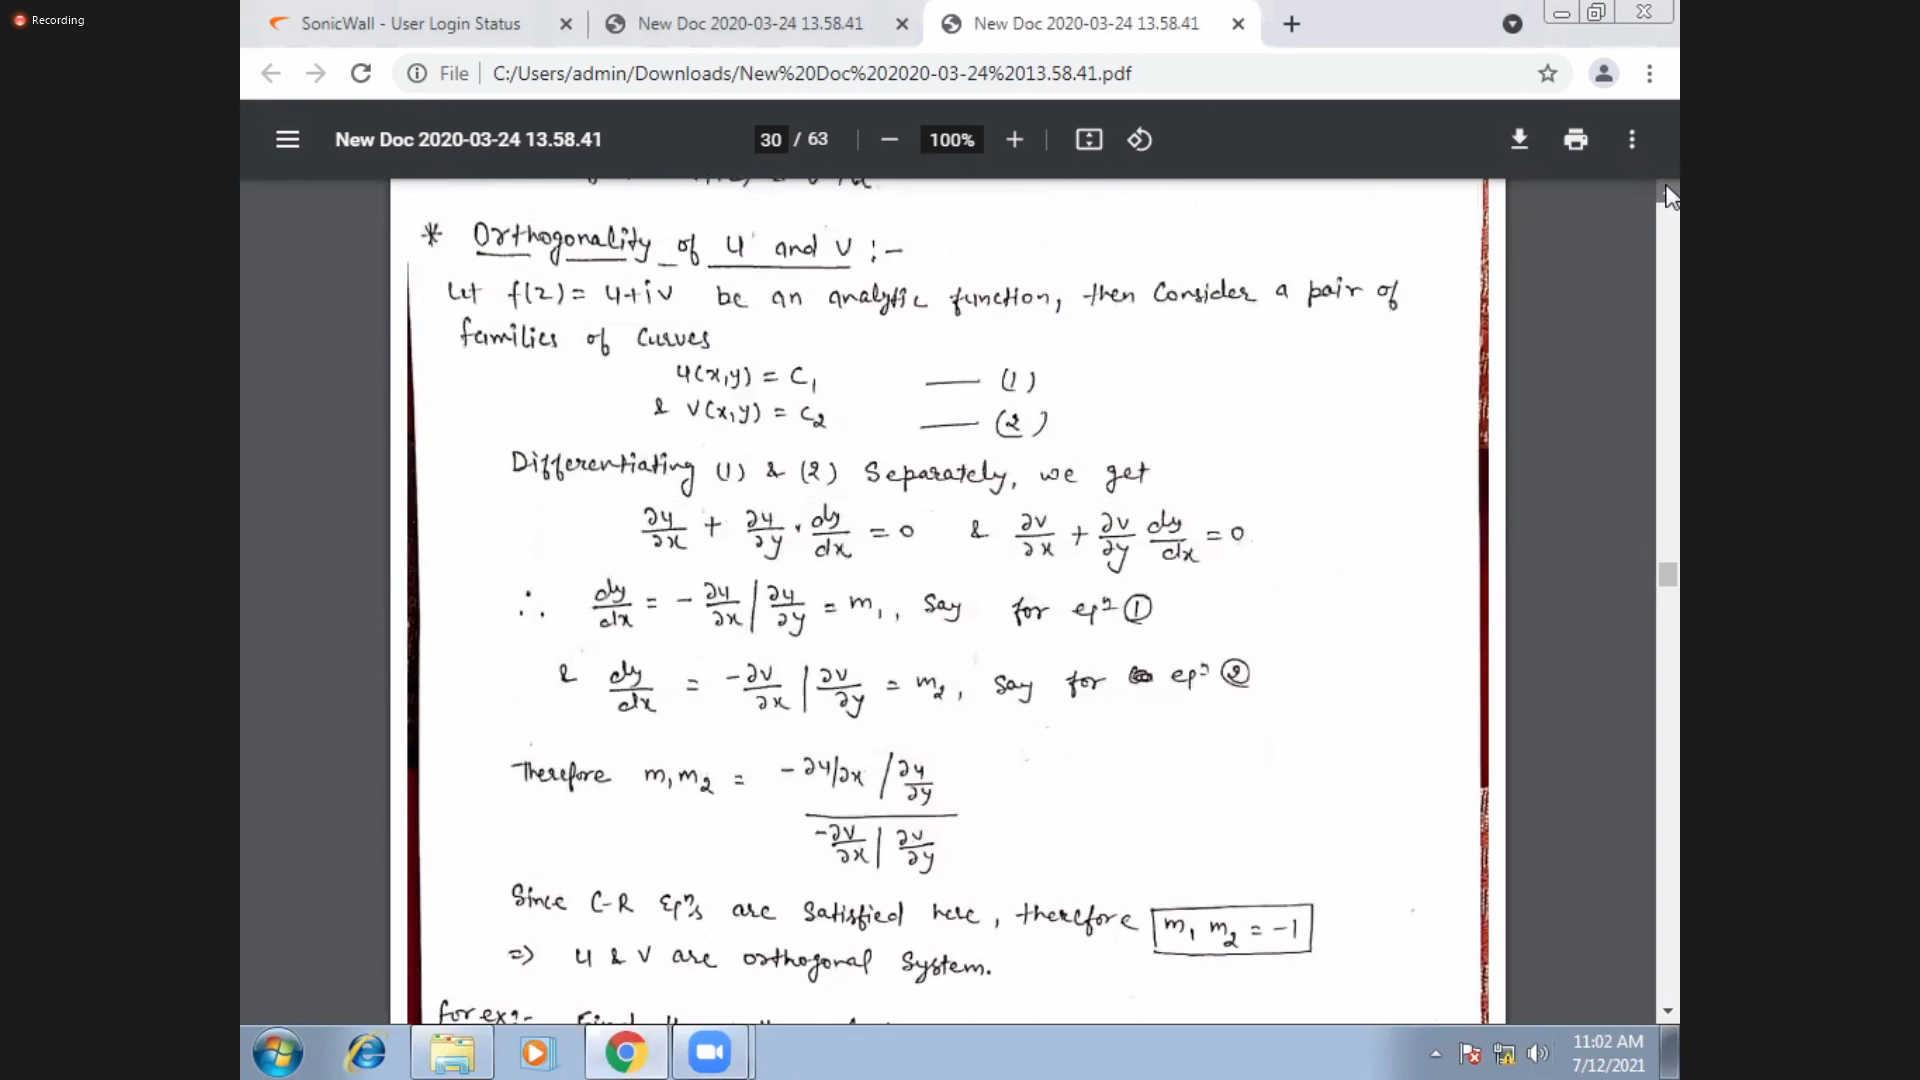 Recording
SonicWall - User Login Status
New Doc 2020-03-24 13.58.41
New Doc 2020-03-24 13.58.41
File
C:/Users/admin/Downloads/New%20Doc%202020-03-24%2013.58.41.pdf
New Doc 2020-03-24 13.58.41
30 / 63
100%
* Orthogonality of u and v :-
Let f(z) = u+iv be an analytic function, then Consider a pair of
families of Curves
u(x,y) = C₁ —— (1)
& v(x,y) = C₂ —— (2)
Differentiating (1) & (2) Separately, we get
∂u/∂x + ∂u/∂y · dy/dx = 0 & ∂v/∂x + ∂v/∂y dy/dx = 0
∴ dy/dx = - ∂u/∂x | ∂u/∂y = m₁, say for eqⁿ ①
& dy/dx = -∂v/∂x | ∂v/∂y = m₂, say for eqⁿ ②
Therefore m₁m₂ = -∂u/∂x / ∂u/∂y
-∂v/∂x | ∂v/∂y
Since C-R Eqⁿs are satisfied here, therefore m₁ m₂ = -1
=> u & v are orthogonal system.
for ex:-
11:02 AM
7/12/2021